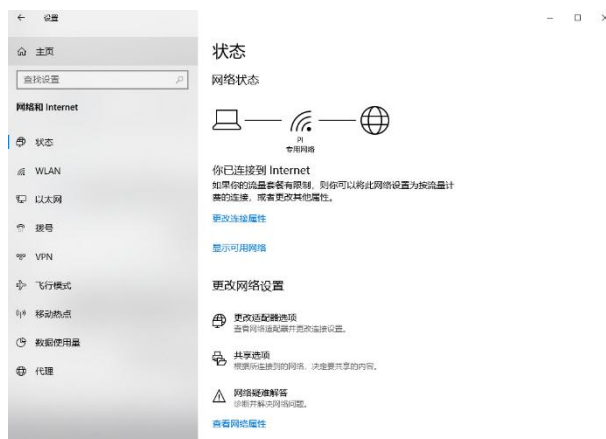 设置
主页
查找设置
网络和 Internet
状态
WLAN
以太网
拨号
VPN
飞行模式
移动热点
数据使用量
代理
状态
网络状态
PI
专用网络
你已连接到 Internet
如果你的流量套餐有限制，则你可以将此网络设置为按流量计
费的连接，或者更改其他属性。
更改连接属性
显示可用网络
更改网络设置
更改适配器选项
查看网络适配器并更改连接设置。
共享选项
根据所连接到的网络，决定要共享的内容。
网络疑难解答
诊断并解决网络问题。
查看网络属性